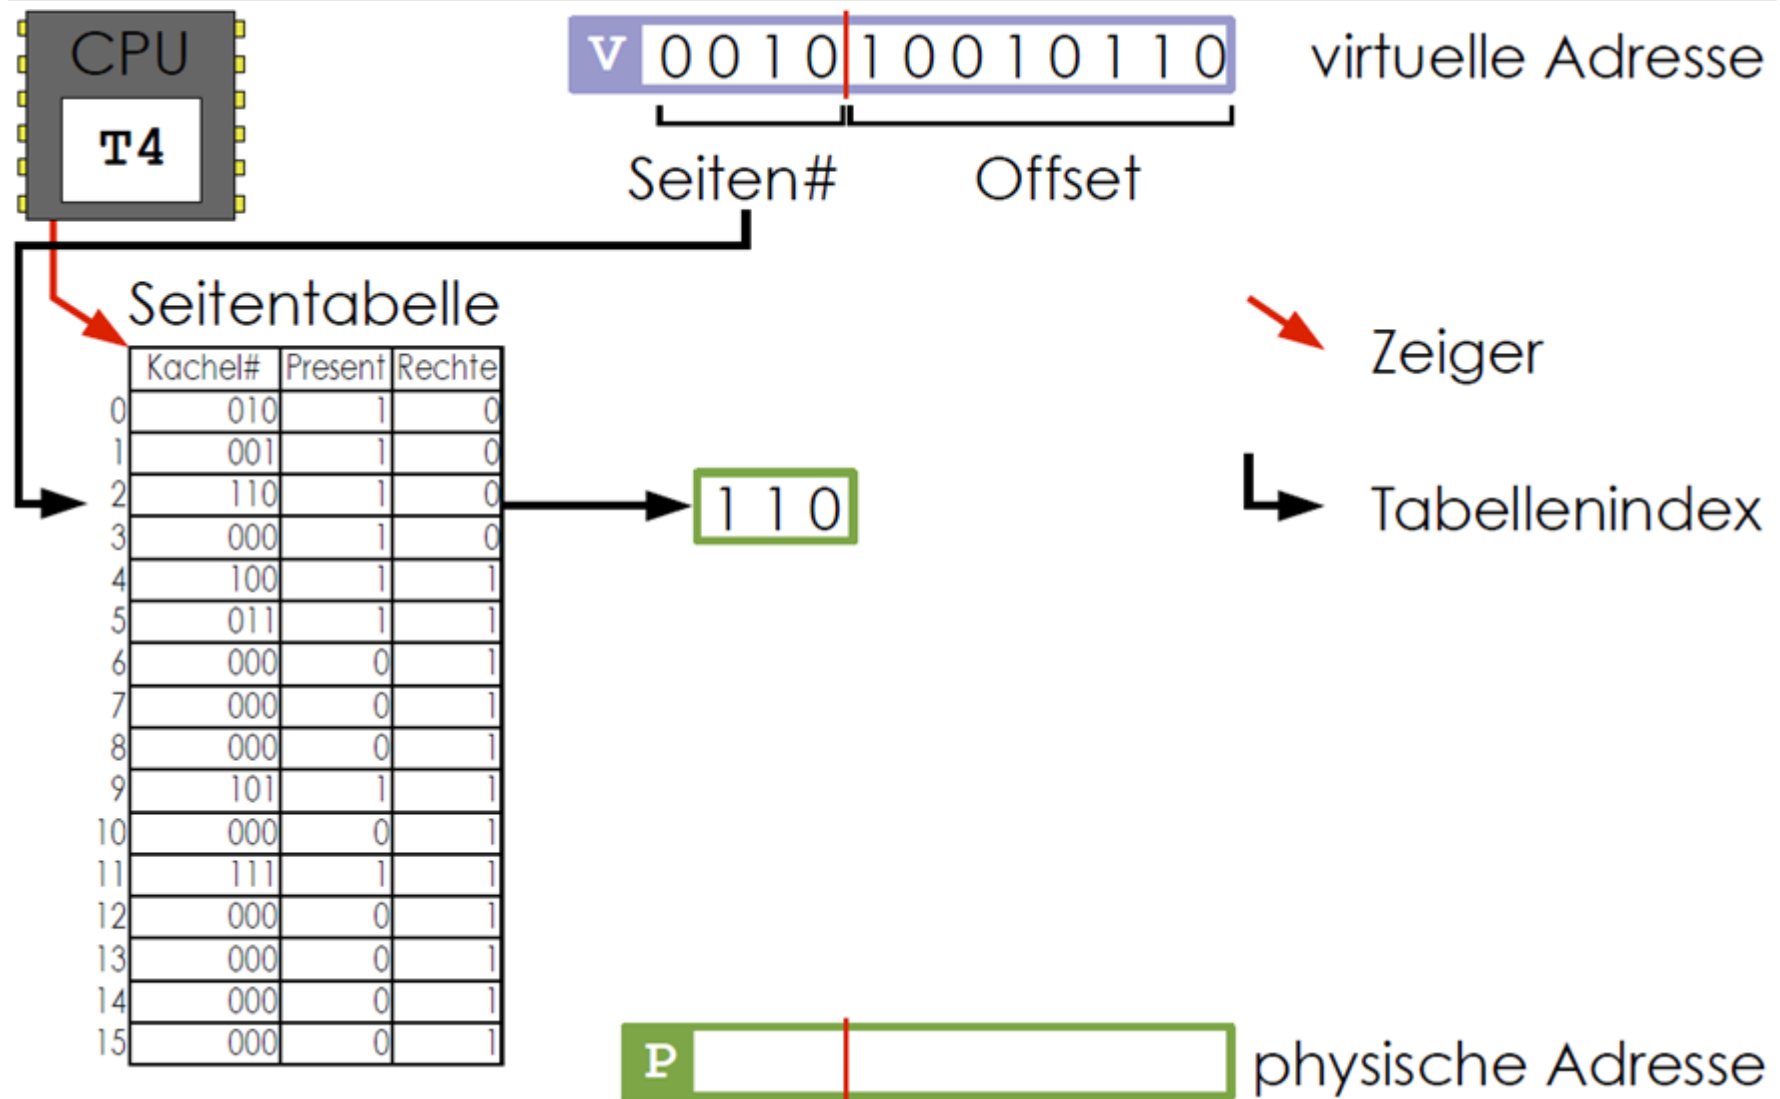 CPU
T4
V 0 0 1 0 1 0 0 1 0 1 1 0 virtuelle Adresse
Seiten# Offset
Seitentabelle
Zeiger
Kachel# Present Rechte
0 010 1 0
1 001 1 0
2 110 1 0
3 000 1 0
4 100 1 1
5 011 1 1
6 000 0 1
7 000 0 1
8 000 0 1
9 101 1 1
10 000 0 1
11 111 1 1
12 000 0 1
13 000 0 1
14 000 0 1
15 000 0 1
1 1 0
Tabellenindex
P physische Adresse